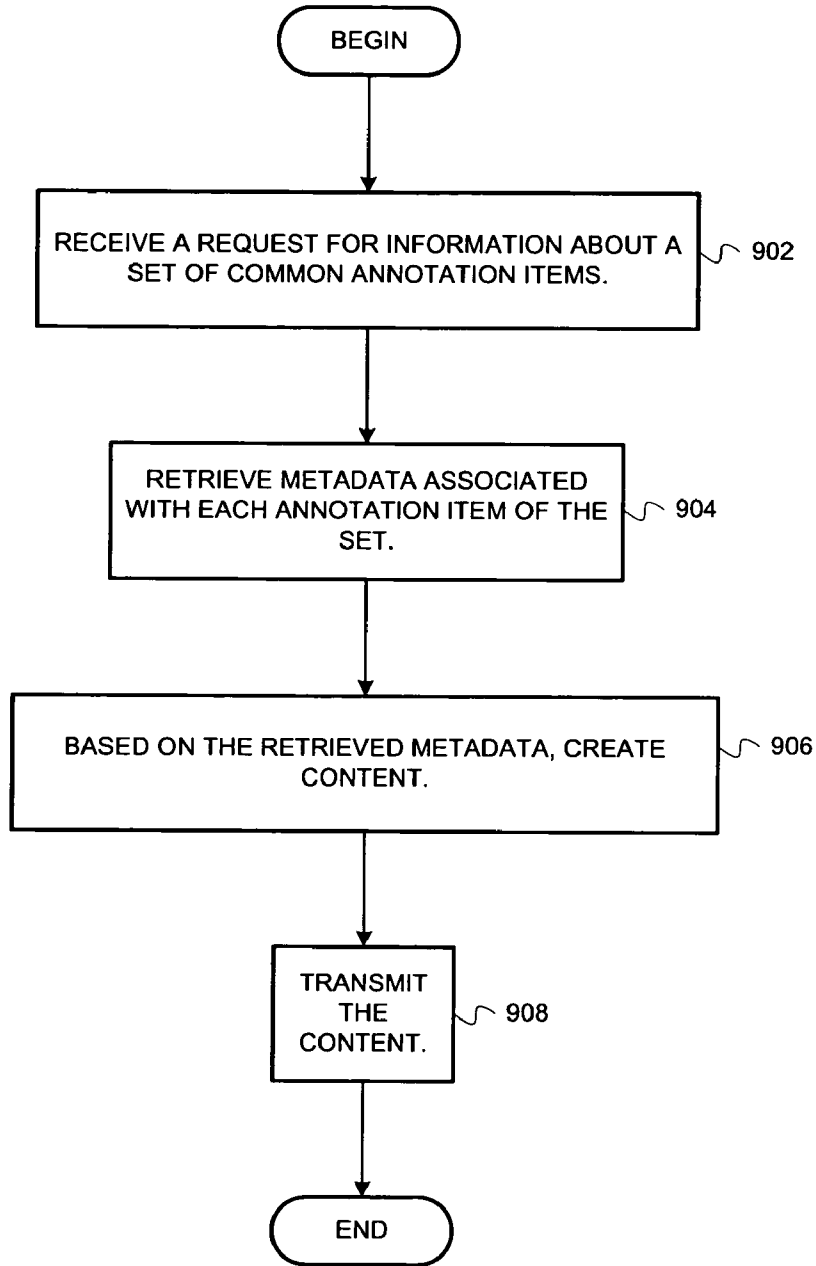 BEGIN
RECEIVE A REQUEST FOR INFORMATION ABOUT A
SET OF COMMON ANNOTATION ITEMS.
902
RETRIEVE METADATA ASSOCIATED
WITH EACH ANNOTATION ITEM OF THE
SET.
904
BASED ON THE RETRIEVED METADATA, CREATE
CONTENT.
906
TRANSMIT
THE
CONTENT.
908
END